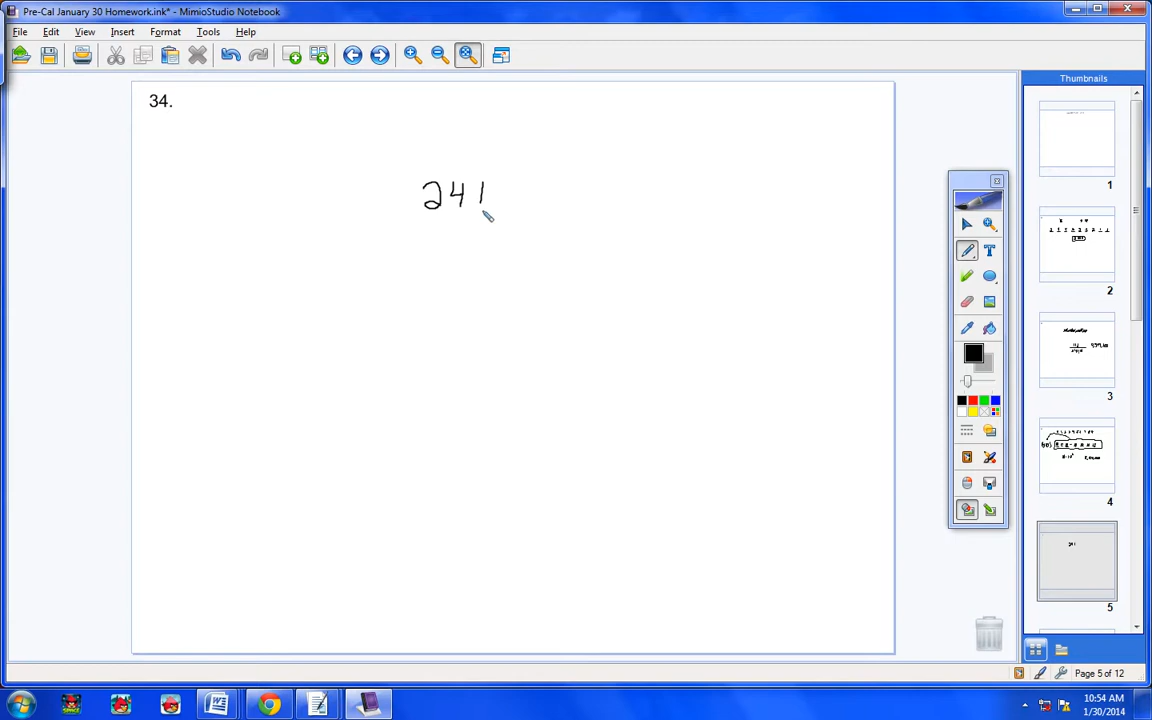 Pre-Cal January 30 Homework.ink* - MimioStudio Notebook
File Edit View Insert Format Tools Help
Thumbnails
34.
241
1
2
3
4
5
Page 5 of 12
10:54 AM
1/30/2014